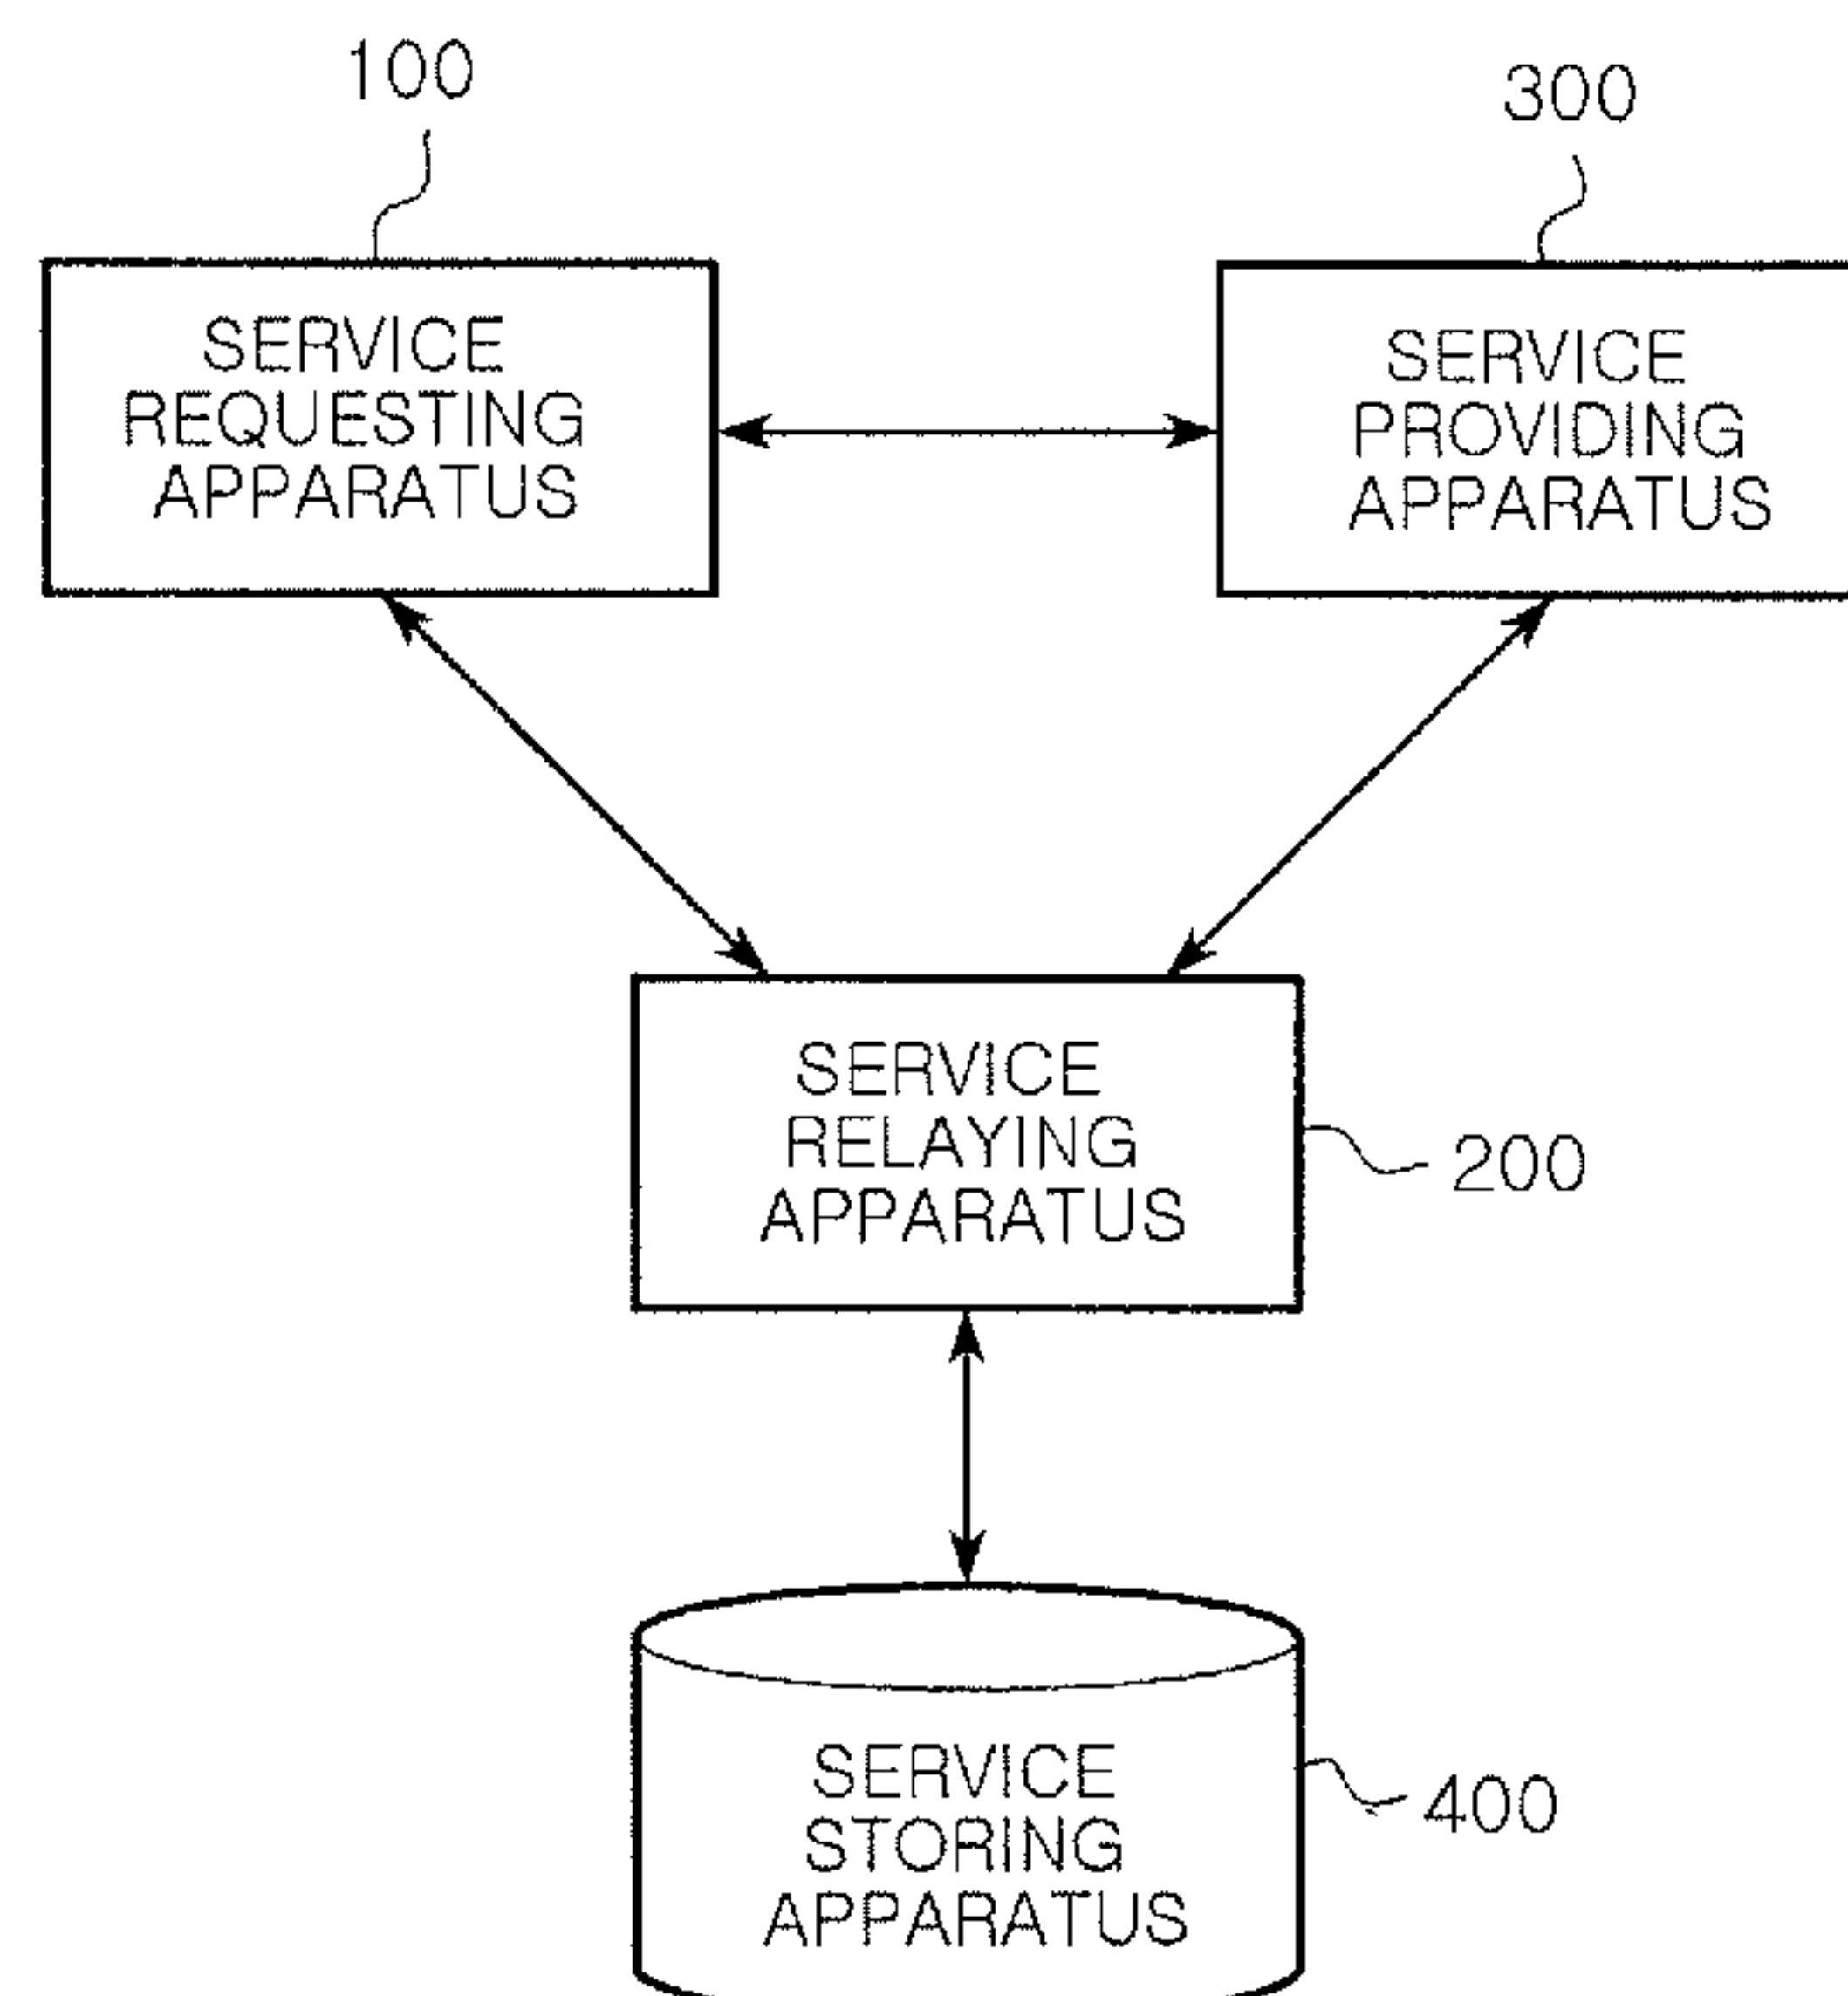 100
300
SERVICE
REQUESTING
APPARATUS
SERVICE
PROVIDING
APPARATUS
SERVICE
RELAYING
APPARATUS
200
SERVICE
STORING
APPARATUS
400